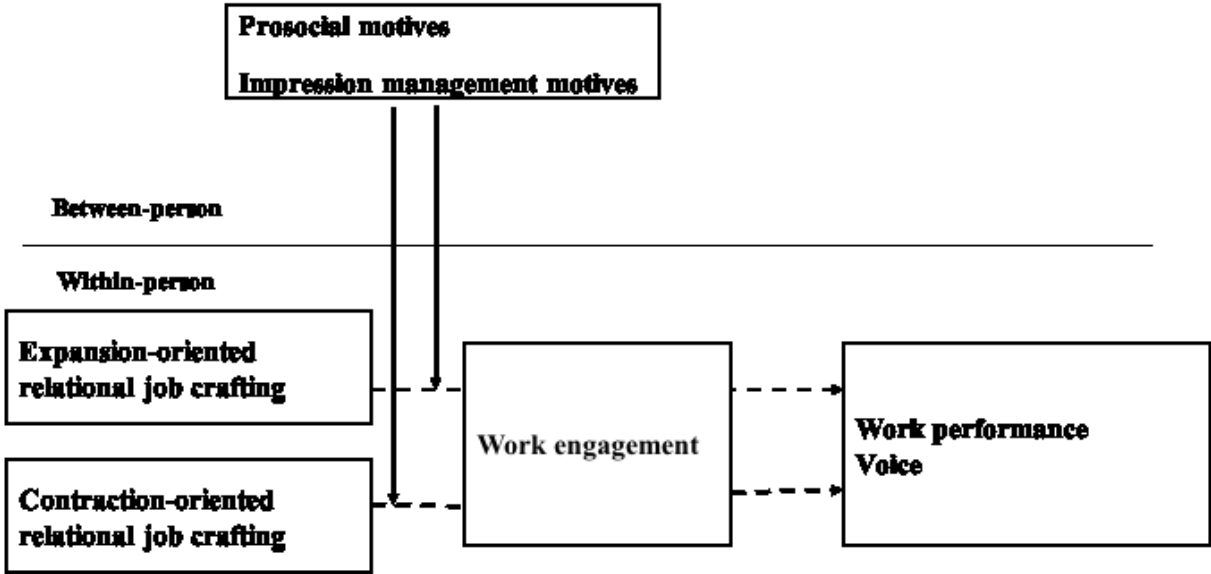 Prosocial motives
Impression management motives
Between-person
Within-person
Expansion-oriented
relational job crafting
Contraction-oriented
relational job crafting
Work engagement
Work performance
Voice